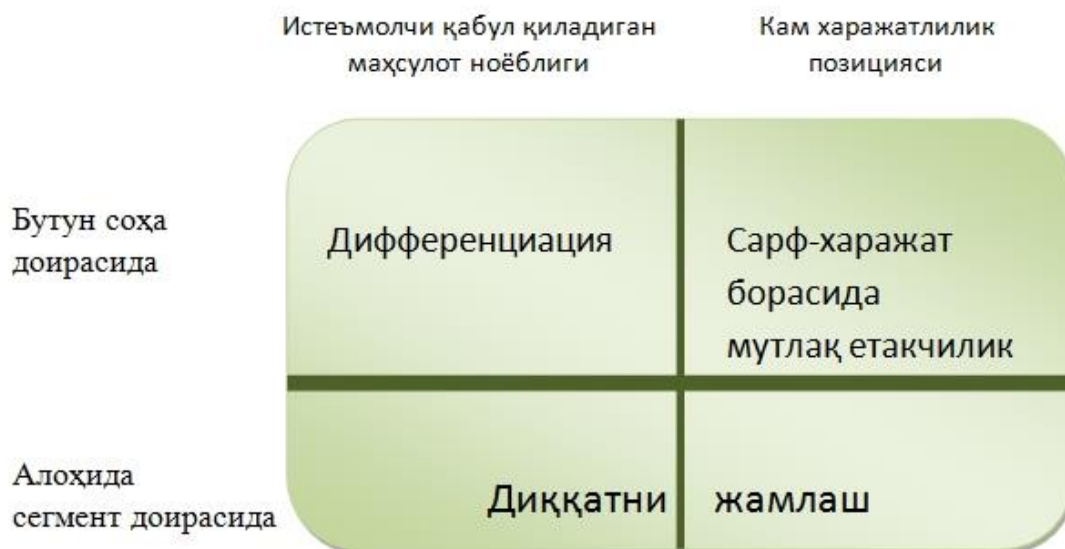 Истеъмолчи қабул қиладиган
маҳсулот ноёблиги
Кам харажатлилик
позицияси
Бутун соҳа
доирасида
Дифференциация
Сарф-харажат
борасида
мутлақ етакчилик
Алоҳида
сегмент доирасида
Диққатни жамлаш